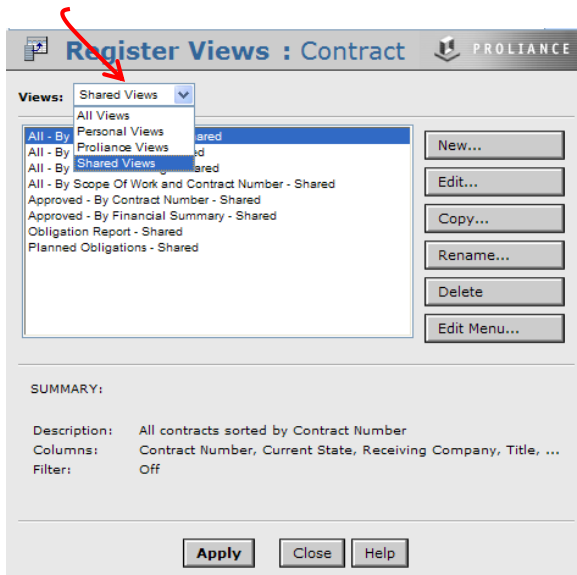 Register Views : Contract PROLIANCE
Views: Shared Views
All Views
Personal Views
Proliance Views
Shared Views
All - By ared
All - By ed
All - By ared
All - By Scope Of Work and Contract Number - Shared
Approved - By Contract Number - Shared
Approved - By Financial Summary - Shared
Obligation Report - Shared
Planned Obligations - Shared
New...
Edit...
Copy...
Rename...
Delete
Edit Menu...
SUMMARY:
Description: All contracts sorted by Contract Number
Columns: Contract Number, Current State, Receiving Company, Title, ...
Filter: Off
Apply Close Help